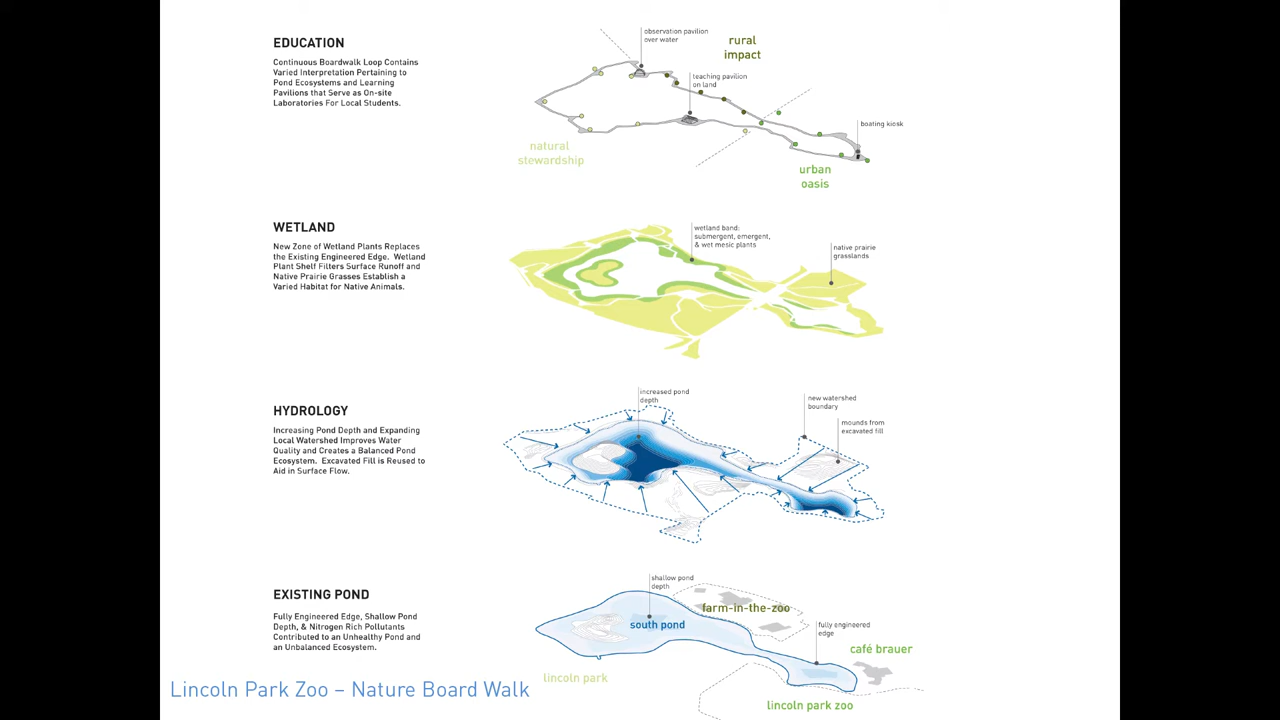 EDUCATION
Continuous Boardwalk Loop Contains
Varied Interpretation Pertaining to
Pond Ecosystems and Learning
Pavilions that Serve as On-site
Laboratories For Local Students.
observation pavilion
over water
rural
impact
teaching pavilion
on land
boating kiosk
natural
stewardship
urban
oasis
WETLAND
New Zone of Wetland Plants Replaces
the Existing Engineered Edge. Wetland
Plant Shelf Filters Surface Runoff and
Native Prairie Grasses Establish a
Varied Habitat for Native Animals.
wetland band:
submergent, emergent,
& wet mesic plants
native prairie
grasslands
HYDROLOGY
Increasing Pond Depth and Expanding
Local Watershed Improves Water
Quality and Creates a Balanced Pond
Ecosystem. Excavated Fill is Reused to
Aid in Surface Flow.
increased pond
depth
new watershed
boundary
mounds from
excavated fill
EXISTING POND
Fully Engineered Edge, Shallow Pond
Depth, & Nitrogen Rich Pollutants
Contributed to an Unhealthy Pond and
an Unbalanced Ecosystem.
shallow pond
depth
farm-in-the-zoo
south pond
fully engineered
edge
café brauer
lincoln park
lincoln park zoo
Lincoln Park Zoo – Nature Board Walk